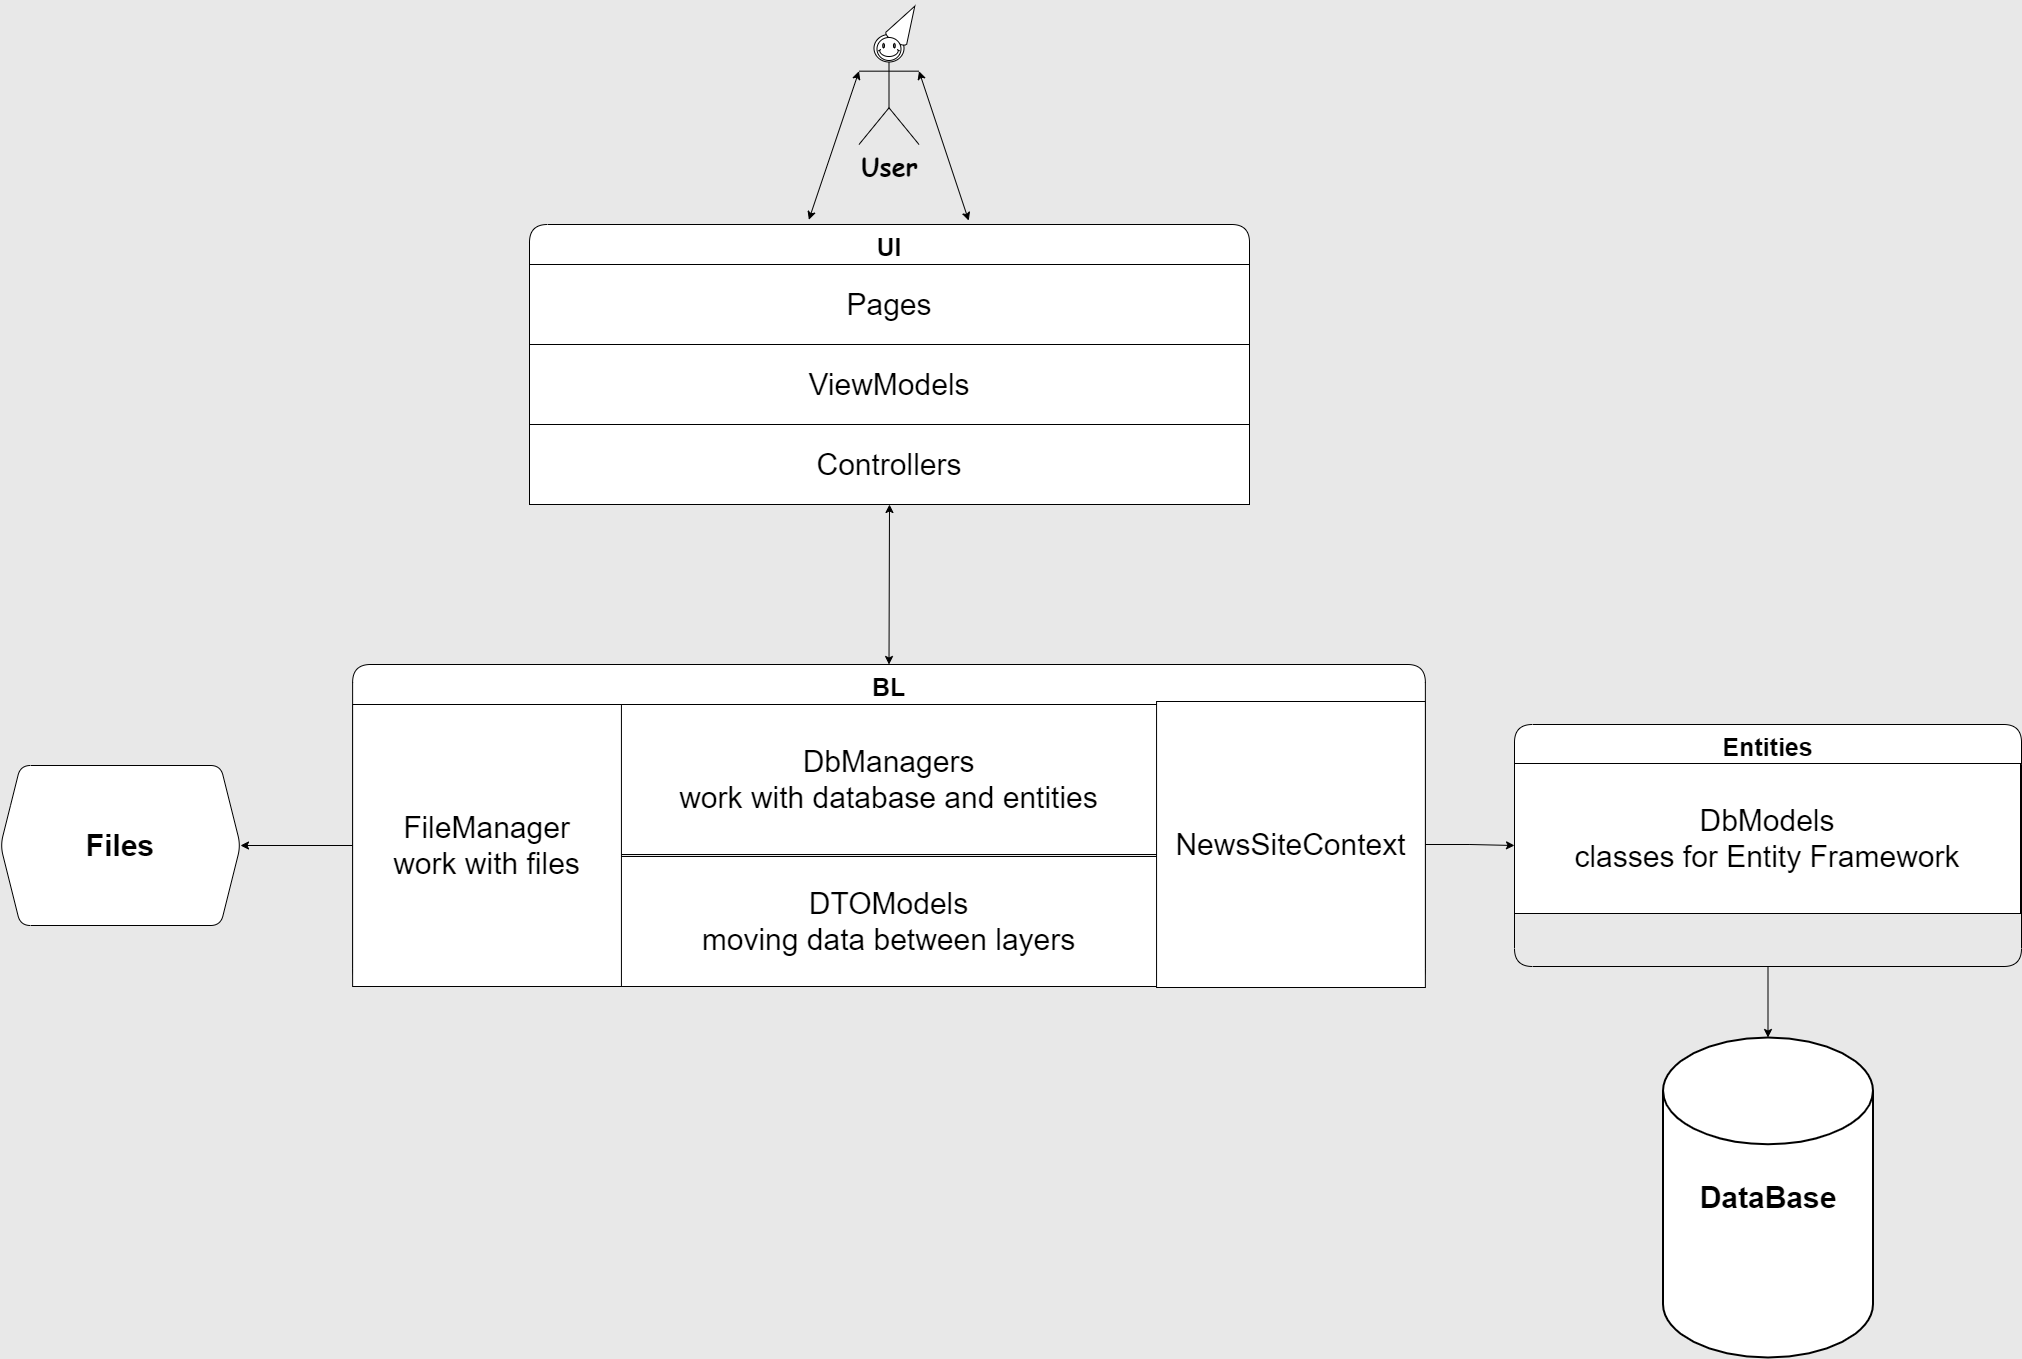 User
UI
Pages
ViewModels
Controllers
BL
FileManager
work with files
DbManagers
work with database and entities
DTOModels
moving data between layers
NewsSiteContext
Files
Entities
DbModels
classes for Entity Framework
DataBase